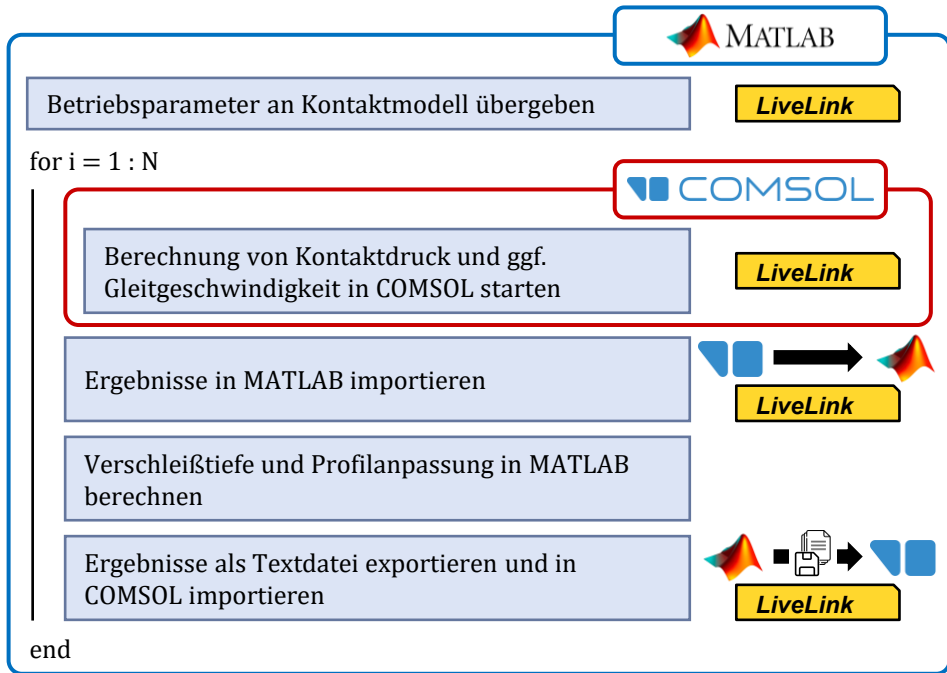 MATLAB
Betriebsparameter an Kontaktmodell übergeben
LiveLink
for i = 1 : N
COMSOL
Berechnung von Kontaktdruck und ggf.
Gleitgeschwindigkeit in COMSOL starten
LiveLink
Ergebnisse in MATLAB importieren
LiveLink
Verschleißtiefe und Profilanpassung in MATLAB
berechnen
Ergebnisse als Textdatei exportieren und in
COMSOL importieren
LiveLink
end